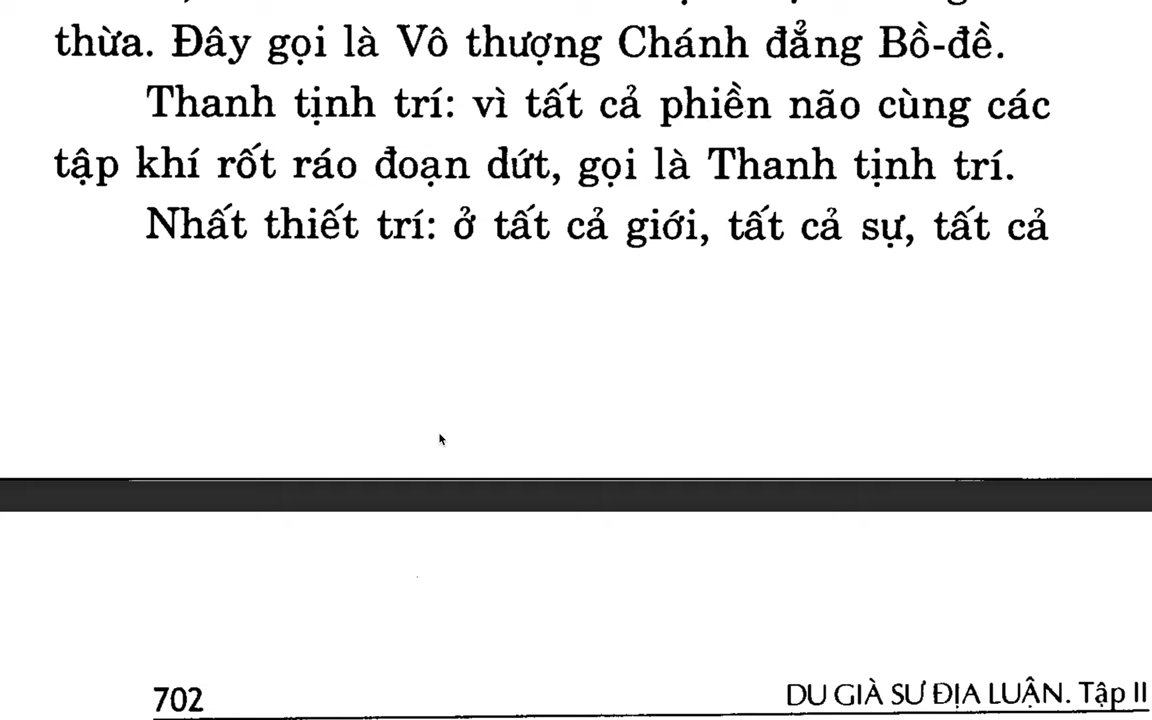 thừa. Đây gọi là Vô thượng Chánh đẳng Bồ-đề.
Thanh tịnh trí: vì tất cả phiền não cùng các
tập khí rốt ráo đoạn dứt, gọi là Thanh tịnh trí.
Nhất thiết trí: ở tất cả giới, tất cả sự, tất cả
702 DU GIÀ SƯ ĐỊA LUẬN. Tập II